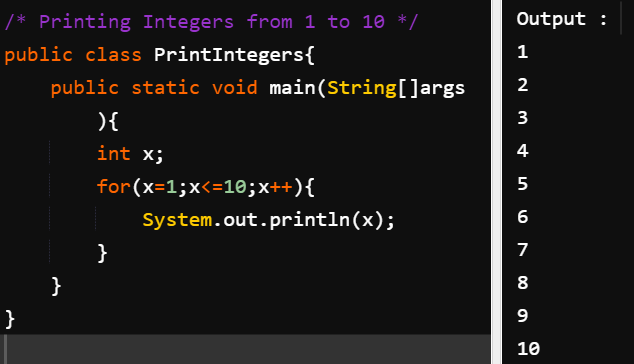 /* Printing Integers from 1 to 10 */
public class PrintIntegers{
    public static void main(String[]args
        ){
        int x;
        for(x=1;x<=10;x++){
            System.out.println(x);
        }
    }
}
Output :
1
2
3
4
5
6
7
8
9
10